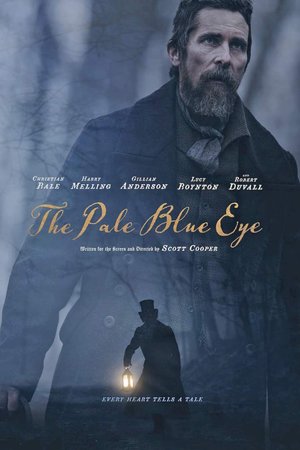 CHRISTIAN BALE
HARRY MELLING
GILLIAN ANDERSON
LUCY BOYNTON
AND ROBERT DUVALL
The Pale Blue Eye
Written for the Screen and Directed by SCOTT COOPER
EVERY HEART TELLS A TALE